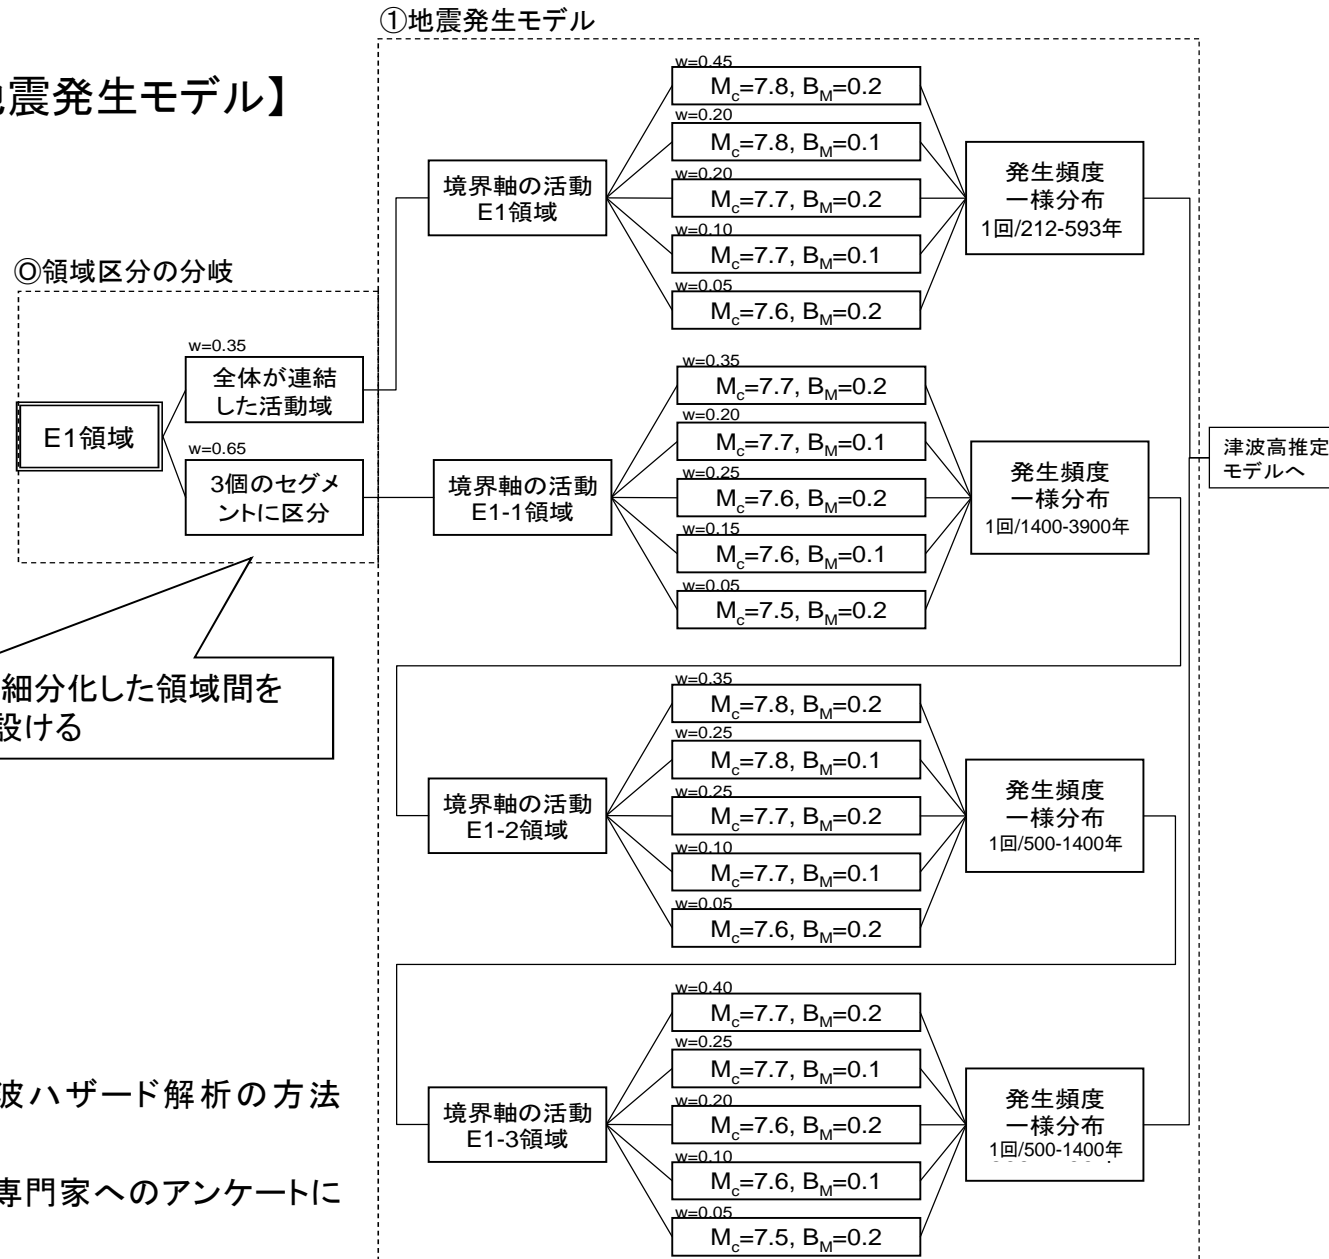 ①地震発生モデル
地震発生モデル】
◎領域区分の分岐
E1領域
w=0.35
全体が連結
した活動域
w=0.65
3個のセグメ
ントに区分
細分化した領域間を
設ける
境界軸の活動
E1領域
w=0.45
Mc=7.8, BM=0.2
w=0.20
Mc=7.8, BM=0.1
w=0.20
Mc=7.7, BM=0.2
w=0.10
Mc=7.7, BM=0.1
w=0.05
Mc=7.6, BM=0.2
発生頻度
一様分布
1回/212-593年
境界軸の活動
E1-1領域
w=0.35
Mc=7.7, BM=0.2
w=0.20
Mc=7.7, BM=0.1
w=0.25
Mc=7.6, BM=0.2
w=0.15
Mc=7.6, BM=0.1
w=0.05
Mc=7.5, BM=0.2
発生頻度
一様分布
1回/1400-3900年
津波高推定
モデルへ
境界軸の活動
E1-2領域
w=0.35
Mc=7.8, BM=0.2
w=0.25
Mc=7.8, BM=0.1
w=0.25
Mc=7.7, BM=0.2
w=0.10
Mc=7.7, BM=0.1
w=0.05
Mc=7.6, BM=0.2
発生頻度
一様分布
1回/500-1400年
境界軸の活動
E1-3領域
w=0.40
Mc=7.7, BM=0.2
w=0.25
Mc=7.7, BM=0.1
w=0.20
Mc=7.6, BM=0.2
w=0.10
Mc=7.6, BM=0.1
w=0.05
Mc=7.5, BM=0.2
発生頻度
一様分布
1回/500-1400年
波ハザード解析の方法
専門家へのアンケートに